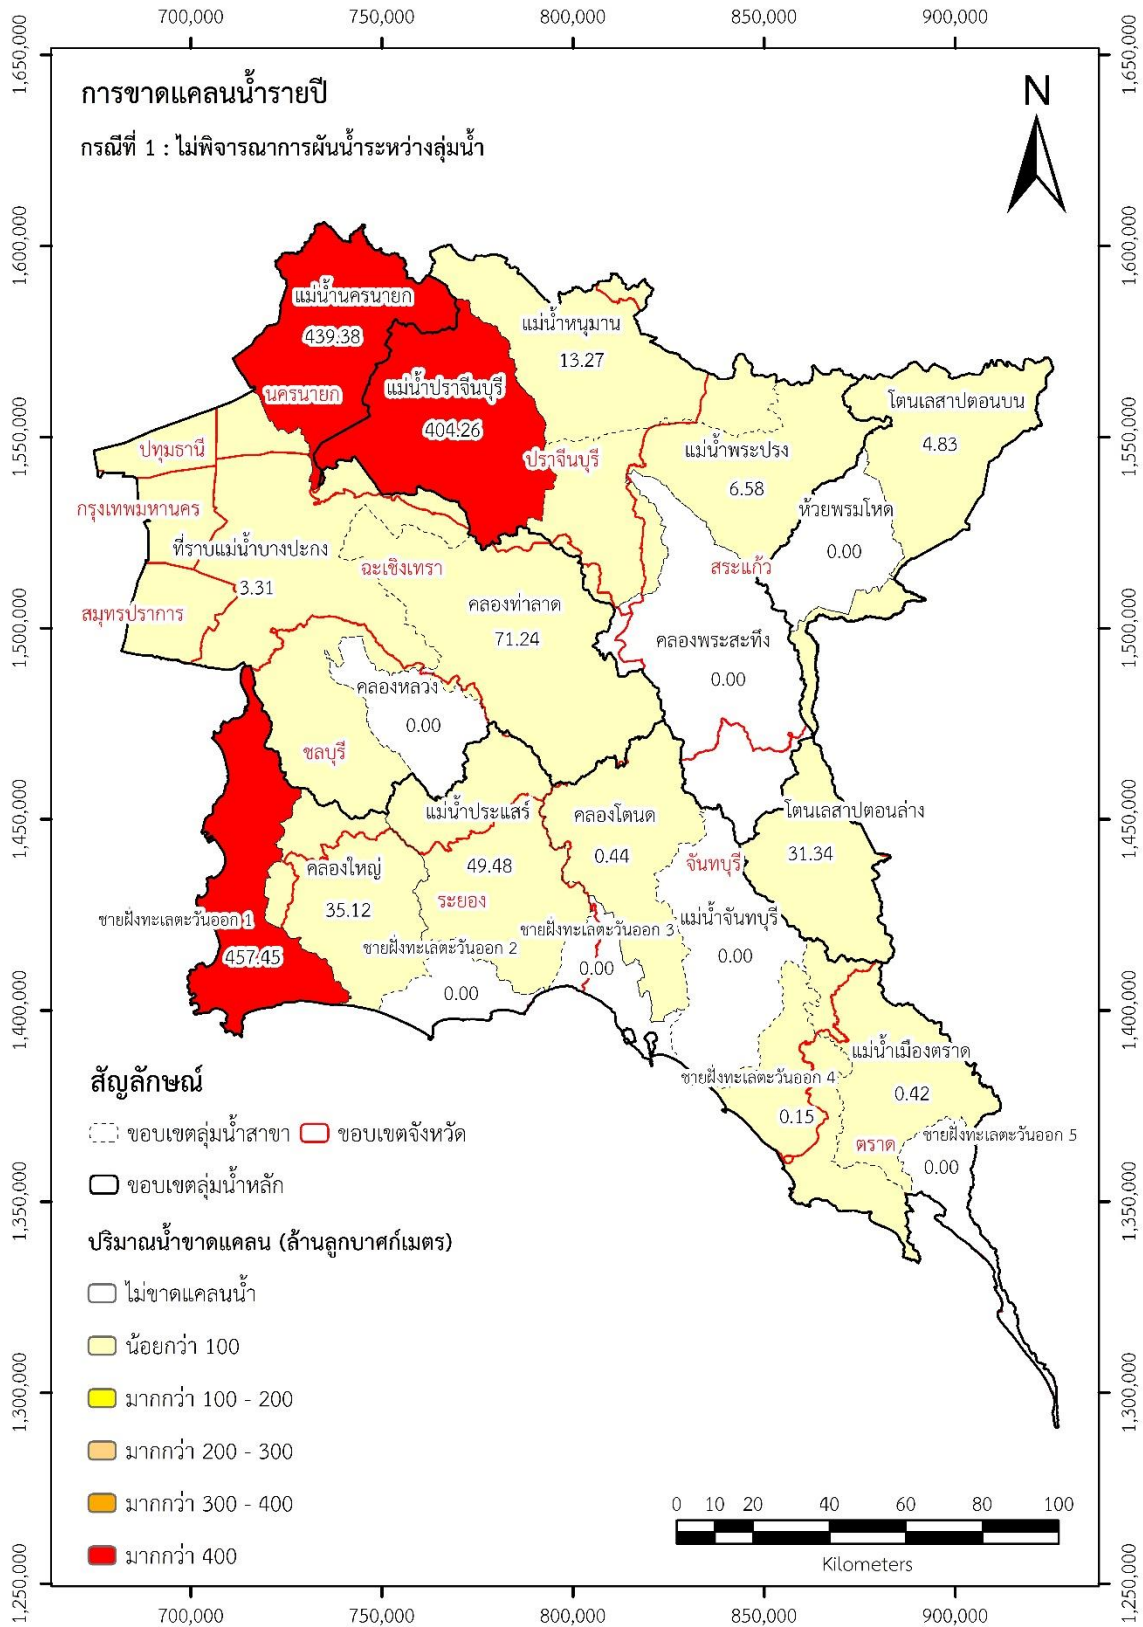 700,000 750,000 800,000 850,000 900,000
1,650,000 1,650,000
การขาดแคลนน้ำรายปี
กรณีที่ 1 : ไม่พิจารณาการผันน้ำระหว่างลุ่มน้ำ
N
1,600,000 1,600,000
แม่น้ำนครนายก
439.38
นครนายก
แม่น้ำหนุมาน
13.27
แม่น้ำปราจีนบุรี
404.26
ปราจีนบุรี
โตนเลสาปตอนบน
4.83
1,550,000 1,550,000
ปทุมธานี
แม่น้ำพระปรง
6.58
กรุงเทพมหานคร
ห้วยพรมโหด
0.00
ที่ราบแม่น้ำบางปะกง
3.31
ฉะเชิงเทรา
สระแก้ว
สมุทรปราการ
คลองท่าลาด
71.24
1,500,000 1,500,000
คลองพระสะทึง
0.00
คลองหลวง
0.00
ชลบุรี
1,450,000 1,450,000
แม่น้ำประแสร์
49.48
คลองโตนด
0.44
โตนเลสาปตอนล่าง
31.34
คลองใหญ่
35.12
ระยอง
จันทบุรี
ชายฝั่งทะเลตะวันออก 1
457.45
ชายฝั่งทะเลตะวันออก 2
0.00
ชายฝั่งทะเลตะวันออก 3
0.00
แม่น้ำจันทบุรี
0.00
1,400,000 1,400,000
แม่น้ำเมืองตราด
0.42
ชายฝั่งทะเลตะวันออก 4
0.15
ตราด
ชายฝั่งทะเลตะวันออก 5
0.00
สัญลักษณ์
ขอบเขตลุ่มน้ำสาขา ขอบเขตจังหวัด
ขอบเขตลุ่มน้ำหลัก
1,350,000 1,350,000
ปริมาณน้ำขาดแคลน (ล้านลูกบาศก์เมตร)
ไม่ขาดแคลนน้ำ
น้อยกว่า 100
มากกว่า 100 - 200
1,300,000 1,300,000
มากกว่า 200 - 300
มากกว่า 300 - 400
มากกว่า 400
0 10 20 40 60 80 100
Kilometers
1,250,000 1,250,000
700,000 750,000 800,000 850,000 900,000